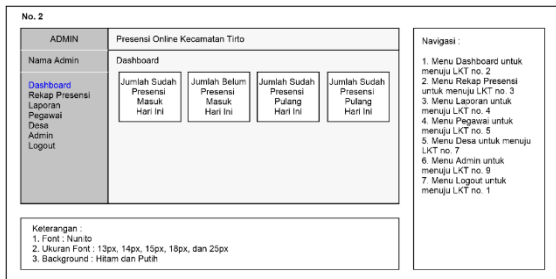 No. 2
ADMIN
Presensi Online Kecamatan Tirto
Nama Admin
Dashboard
Dashboard
Rekap Presensi
Laporan
Pegawai
Desa
Admin
Logout
Jumlah Sudah
Presensi
Masuk
Hari Ini
Jumlah Belum
Presensi
Masuk
Hari Ini
Jumlah Sudah
Presensi
Pulang
Hari Ini
Jumlah Sudah
Presensi
Pulang
Hari Ini
Navigasi :
1. Menu Dashboard untuk
menuju LKT no. 2
2. Menu Rekap Presensi
untuk menuju LKT no. 3
3. Menu Laporan untuk
menuju LKT no. 4
4. Menu Pegawai untuk
menuju LKT no. 5
5. Menu Desa untuk menuju
LKT no. 7
6. Menu Admin untuk
menuju LKT no. 9
7. Menu Logout untuk
menuju LKT no. 1
Keterangan :
1. Font : Nunito
2. Ukuran Font : 13px, 14px, 15px, 18px, dan 25px
3. Background : Hitam dan Putih